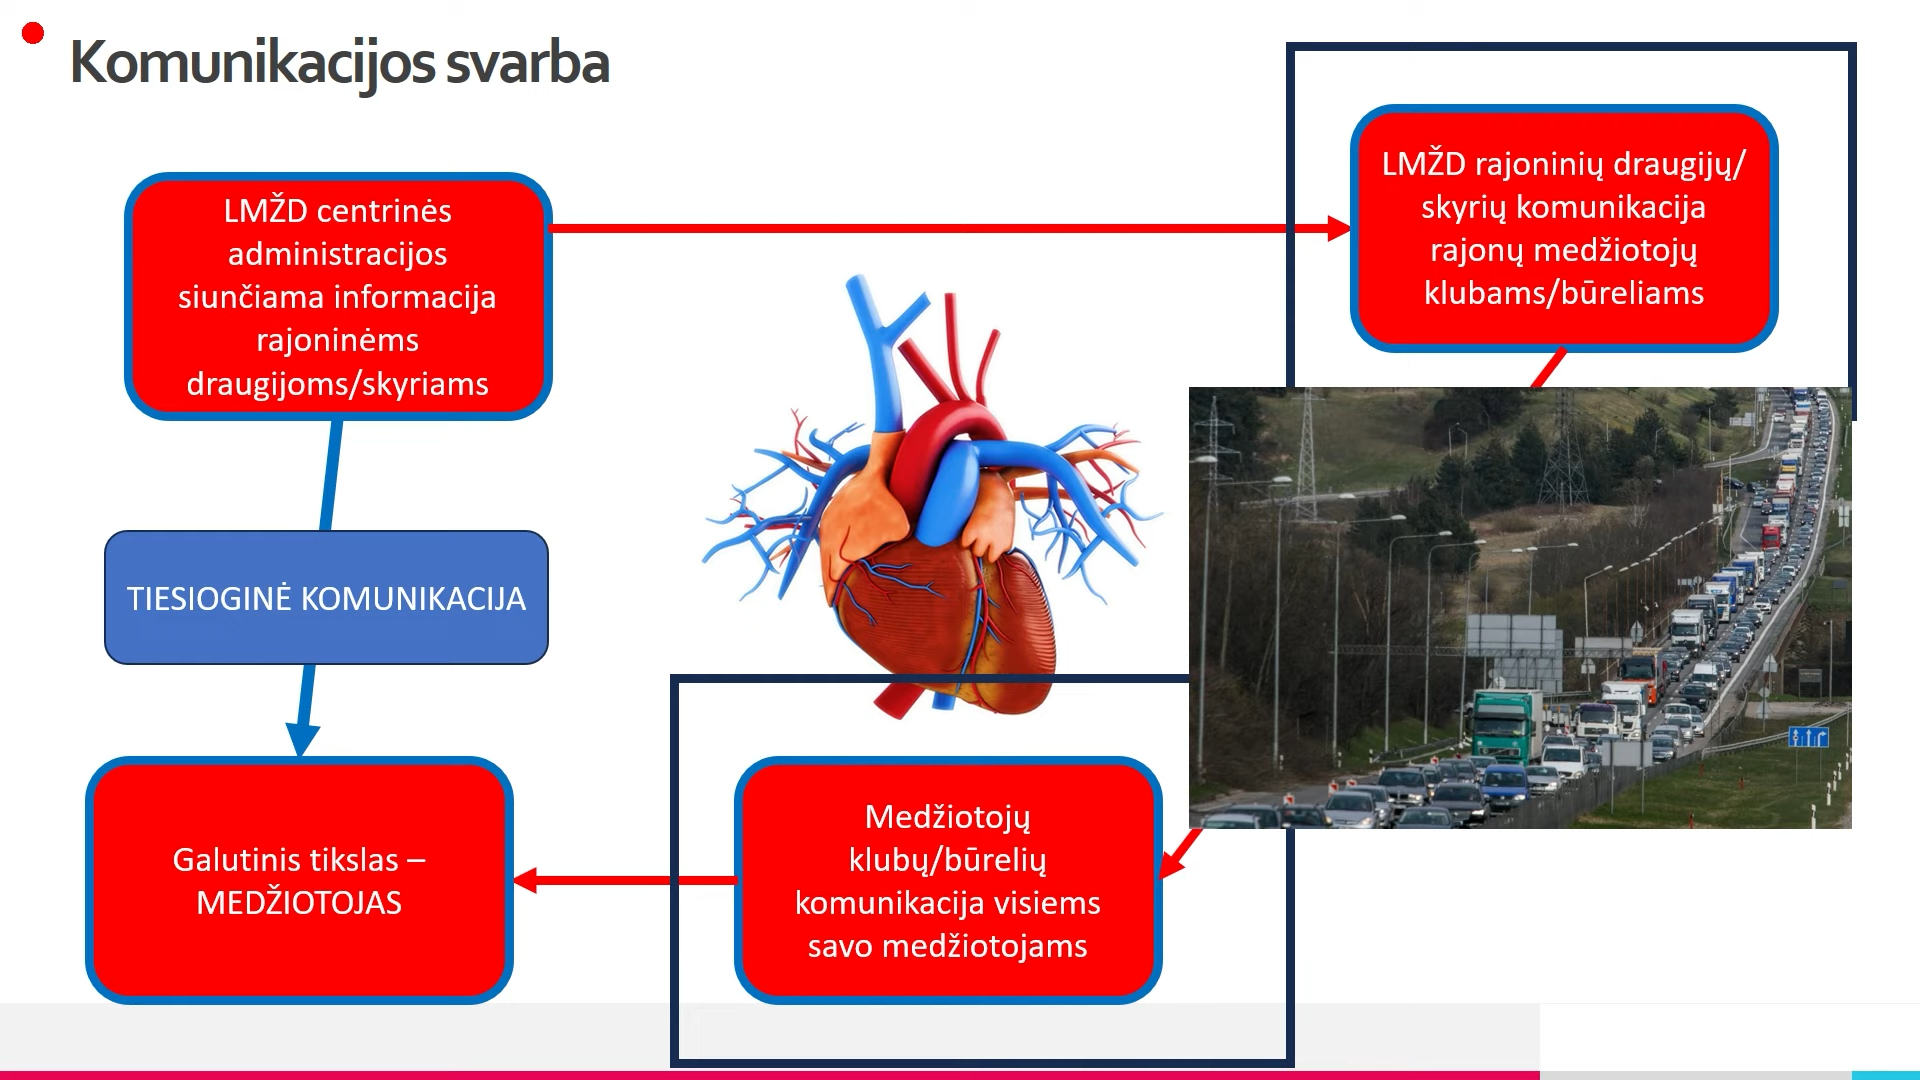 Komunikacijos svarba
LMŽD centrinės
administracijos
siunčiama informacija
rajoninėms
draugijoms/skyriams
LMŽD rajoninių draugijų/
skyrių komunikacija
rajonų medžiotojų
klubams/būreliams
TIESIOGINĖ KOMUNIKACIJA
Galutinis tikslas –
MEDŽIOTOJAS
Medžiotojų
klubų/būrelių
komunikacija visiems
savo medžiotojams